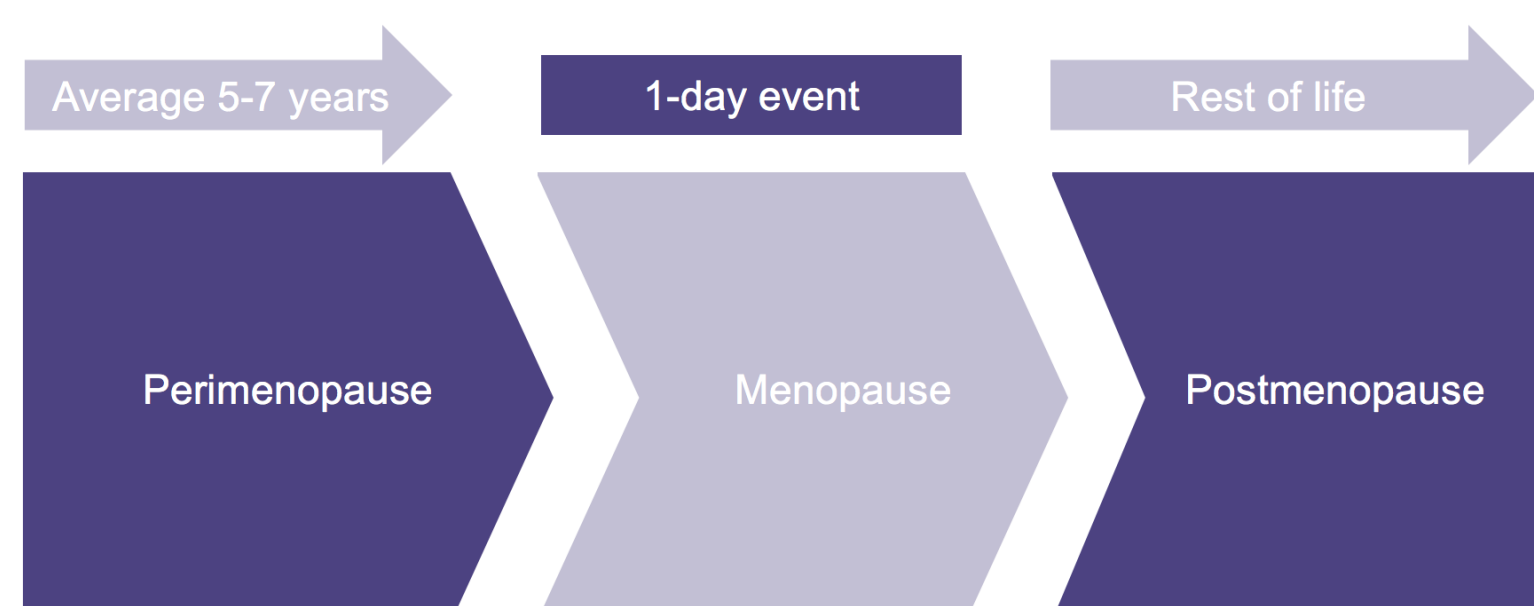 Average 5-7 years
1-day event
Rest of life
Perimenopause
Menopause
Postmenopause